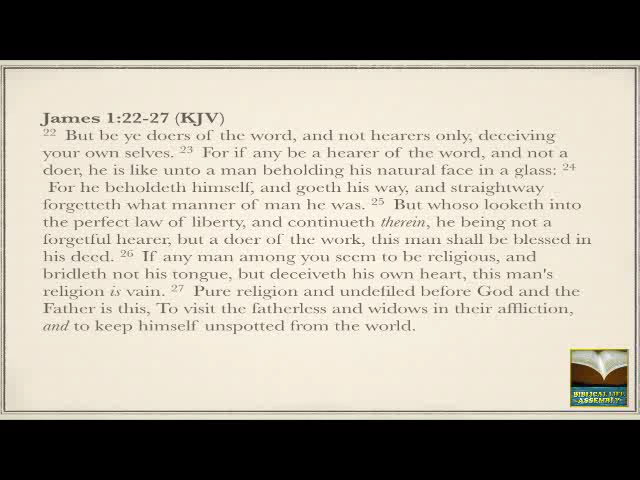 James 1:22-27 (KJV)
22 But be ye doers of the word, and not hearers only, deceiving
your own selves. 23 For if any be a hearer of the word, and not a
doer, he is like unto a man beholding his natural face in a glass: 24
For he beholdeth himself, and goeth his way, and straightway
forgetteth what manner of man he was. 25 But whoso looketh into
the perfect law of liberty, and continueth therein, he being not a
forgetful hearer, but a doer of the work, this man shall be blessed in
his deed. 26 If any man among you seem to be religious, and
bridleth not his tongue, but deceiveth his own heart, this man's
religion is vain. 27 Pure religion and undefiled before God and the
Father is this, To visit the fatherless and widows in their affliction,
and to keep himself unspotted from the world.
BIBLICAL LIFE
ASSEMBLY